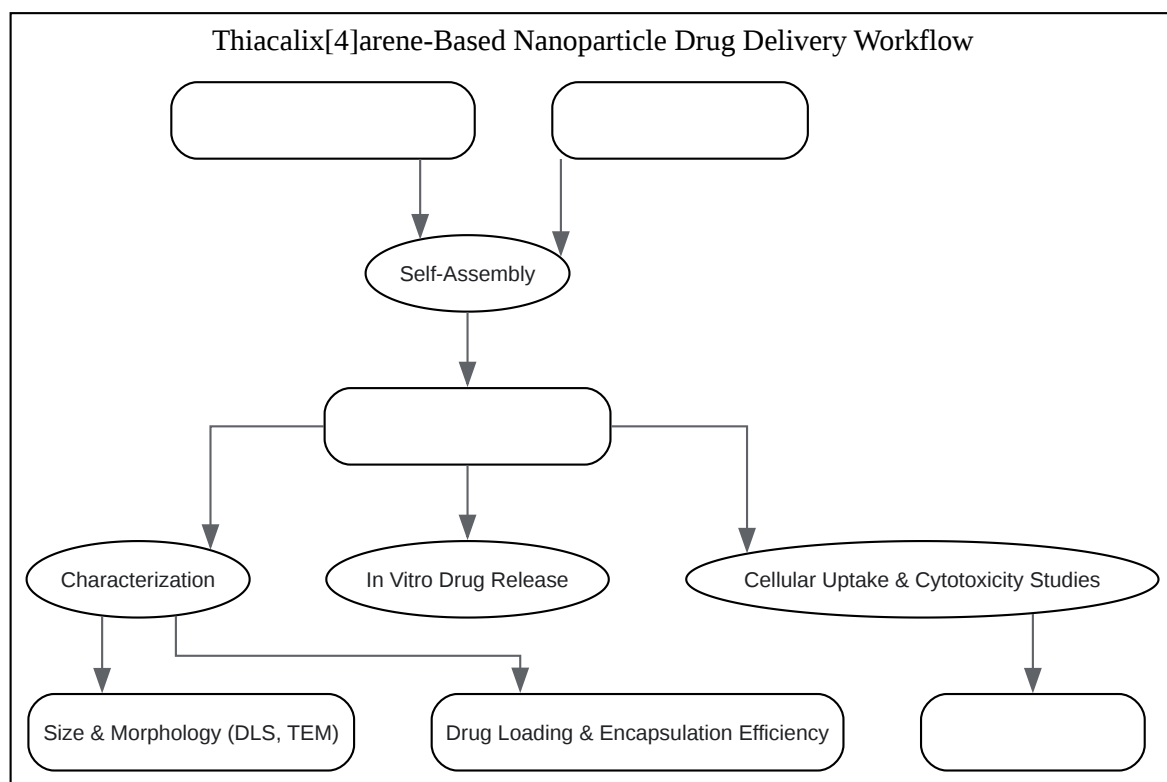 Thiacalix[4]arene-Based Nanoparticle Drug Delivery Workflow
Self-Assembly
Characterization
In Vitro Drug Release
Cellular Uptake & Cytotoxicity Studies
Size & Morphology (DLS, TEM)
Drug Loading & Encapsulation Efficiency